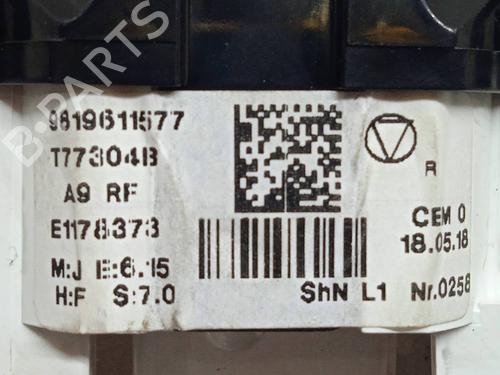 9819611577
T77304B
A9 RF
E1178373
M:J E:6.15
H:F S:7.0
R
CEM 0
18.05.18
ShN L1 Nr.0258
B-PARTS